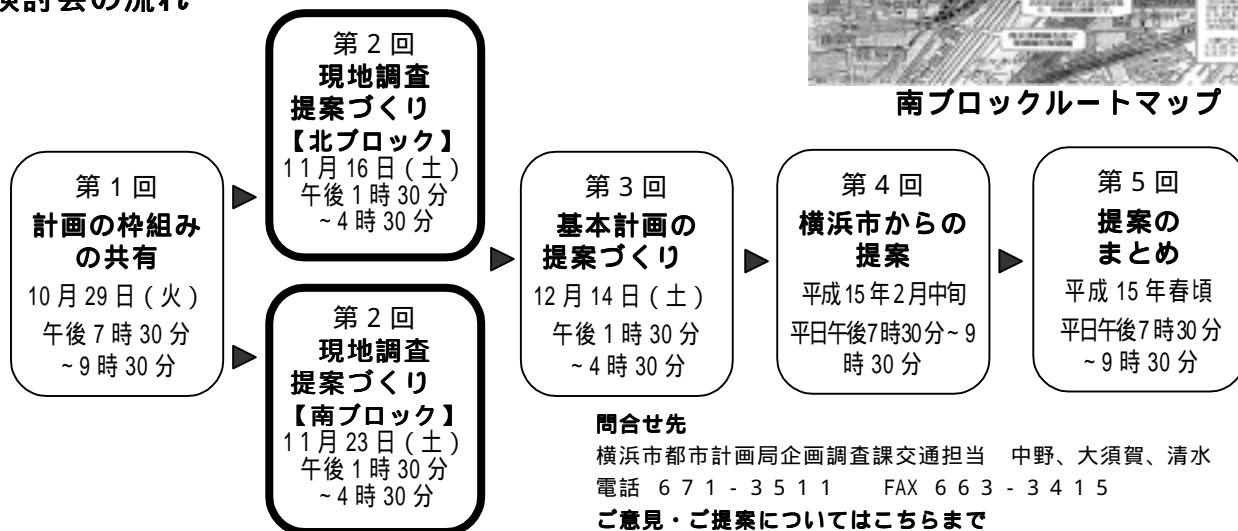 検討会の流れ
南ブロックルートマップ
第1回
計画の枠組み
の共有
10月29日(火)
午後7時30分
~9時30分
第2回
現地調査
提案づくり
【北ブロック】
11月16日(土)
午後1時30分
~4時30分
第2回
現地調査
提案づくり
【南ブロック】
11月23日(土)
午後1時30分
~4時30分
第3回
基本計画の
提案づくり
12月14日(土)
午後1時30分
~4時30分
第4回
横浜市からの
提案
平成15年2月中旬
平日午後7時30分~9
時30分
第5回
提案の
まとめ
平成15年春頃
平日午後7時30分
~9時30分
問合せ先
横浜市都市計画局企画調査課交通担当 中野、大須賀、清水
電話 671-3511 FAX 663-3415
ご意見・ご提案についてはこちらまで